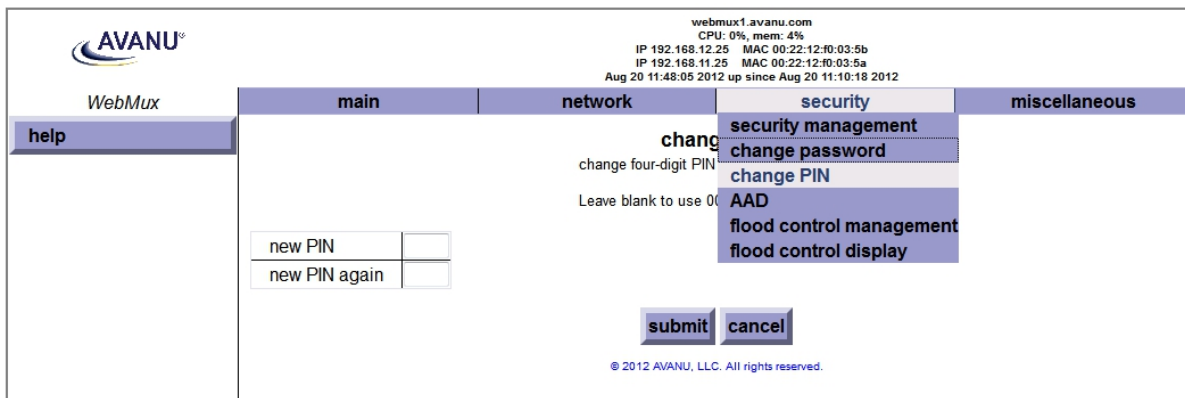 AVANU®
webmux1.avanu.com
CPU: 0%, mem: 4%
IP 192.168.12.25 MAC 00:22:12:f0:03:5b
IP 192.168.11.25 MAC 00:22:12:f0:03:5a
Aug 20 11:48:05 2012 up since Aug 20 11:10:18 2012
WebMux main network security miscellaneous
help
security management
change password
change PIN
AAD
flood control management
flood control display
chang
change four-digit PIN
Leave blank to use 00
new PIN
new PIN again
submit cancel
© 2012 AVANU, LLC. All rights reserved.